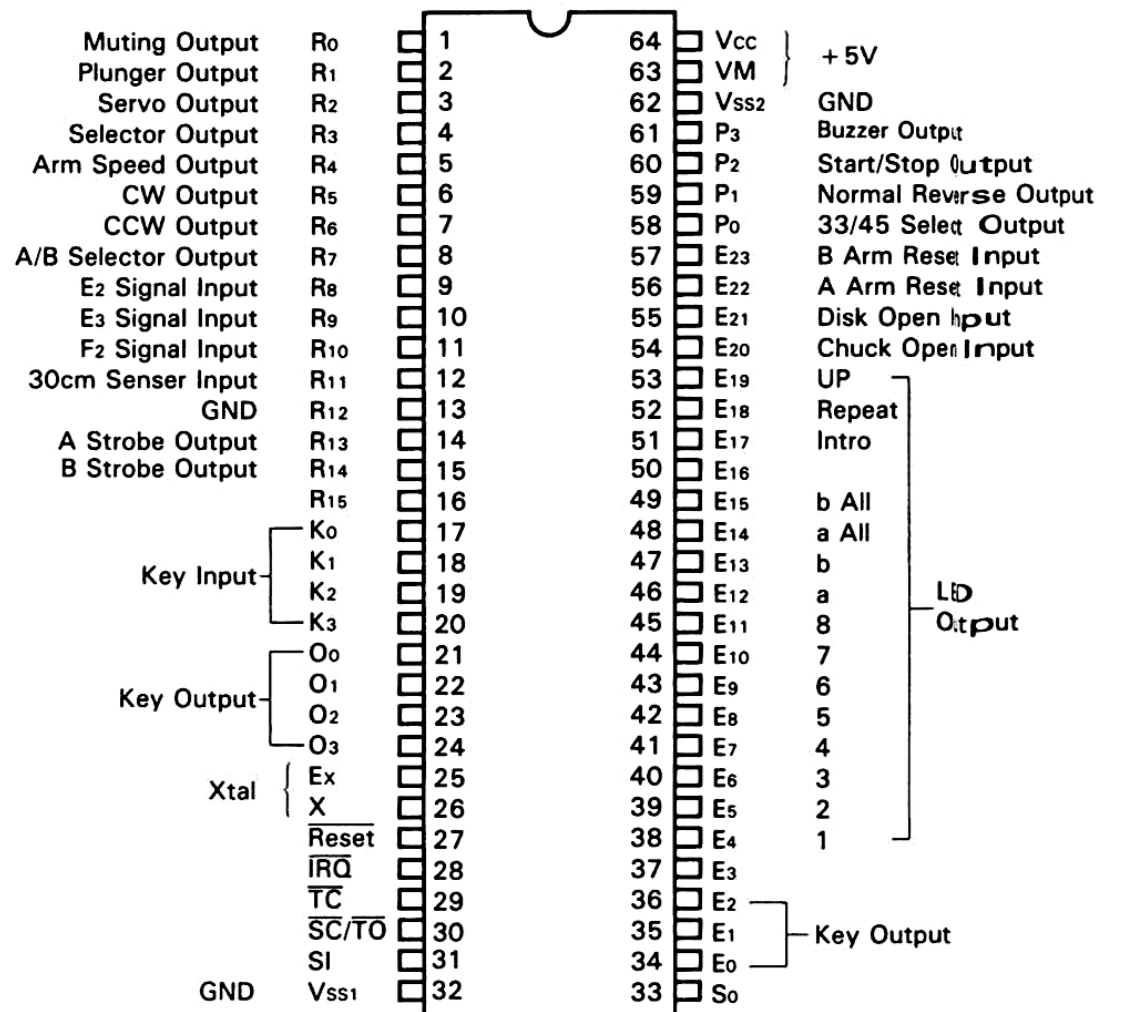 Muting Output R0 1 64 Vcc + 5V
Plunger Output R1 2 63 VM
Servo Output R2 3 62 Vss2 GND
Selector Output R3 4 61 P3 Buzzer Output
Arm Speed Output R4 5 60 P2 Start/Stop Output
CW Output R5 6 59 P1 Normal Reverse Output
CCW Output R6 7 58 P0 33/45 Select Output
A/B Selector Output R7 8 57 E23 B Arm Reset Input
E2 Signal Input R8 9 56 E22 A Arm Reset Input
E3 Signal Input R9 10 55 E21 Disk Open Input
F2 Signal Input R10 11 54 E20 Chuck Open Input
30cm Senser Input R11 12 53 E19 UP
GND R12 13 52 E18 Repeat
A Strobe Output R13 14 51 E17 Intro
B Strobe Output R14 15 50 E16
R15 16 49 E15 b All
K0 17 48 E14 a All
K1 18 47 E13 b
Key Input K2 19 46 E12 a LED
K3 20 45 E11 8 Output
O0 21 44 E10 7
Key Output O1 22 43 E9 6
O2 23 42 E8 5
O3 24 41 E7 4
Xtal Ex 25 40 E6 3
X 26 39 E5 2
Reset 27 38 E4 1
IRQ 28 37 E3
TC 29 36 E2
SC/TO 30 35 E1 Key Output
SI 31 34 E0
GND Vss1 32 33 S0